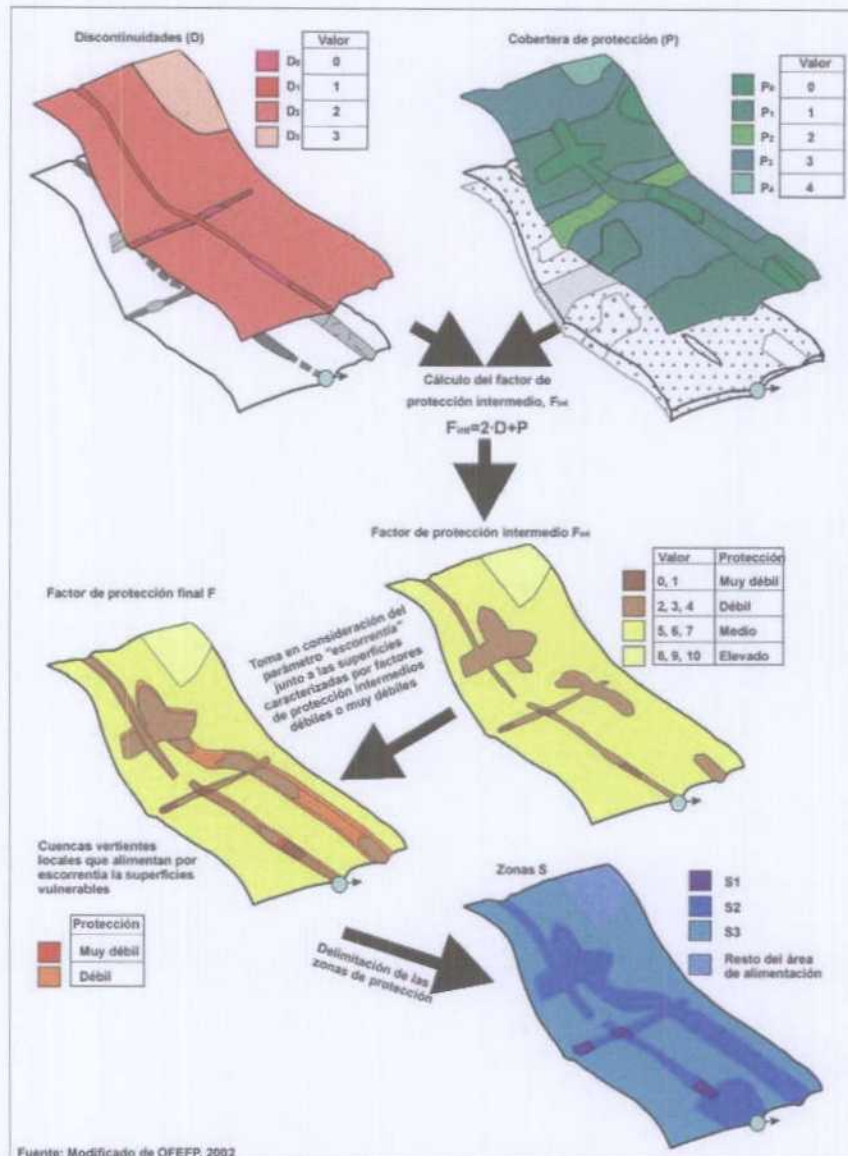 Discontinuidades (D)
Valor
D₀ 0
D₁ 1
D₂ 2
D₃ 3
Cobertera de protección (P)
Valor
P₀ 0
P₁ 1
P₂ 2
P₃ 3
P₄ 4
Cálculo del factor de
protección intermedio, Fint
Fint=2·D+P
Factor de protección intermedio Fint
Valor Protección
0, 1 Muy débil
2, 3, 4 Débil
5, 6, 7 Medio
8, 9, 10 Elevado
Factor de protección final F
Toma en consideración del
parámetro "escorrentía"
junto a las superficies
caracterizadas por factores
de protección intermedios
débiles o muy débiles
Cuencas vertientes
locales que alimentan por
escorrentía la superficies
vulnerables
Protección
Muy débil
Débil
Delimitación de las
zonas de protección
Zonas S
S1
S2
S3
Resto del área
de alimentación
Fuente: Modificado de OFEFP, 2002